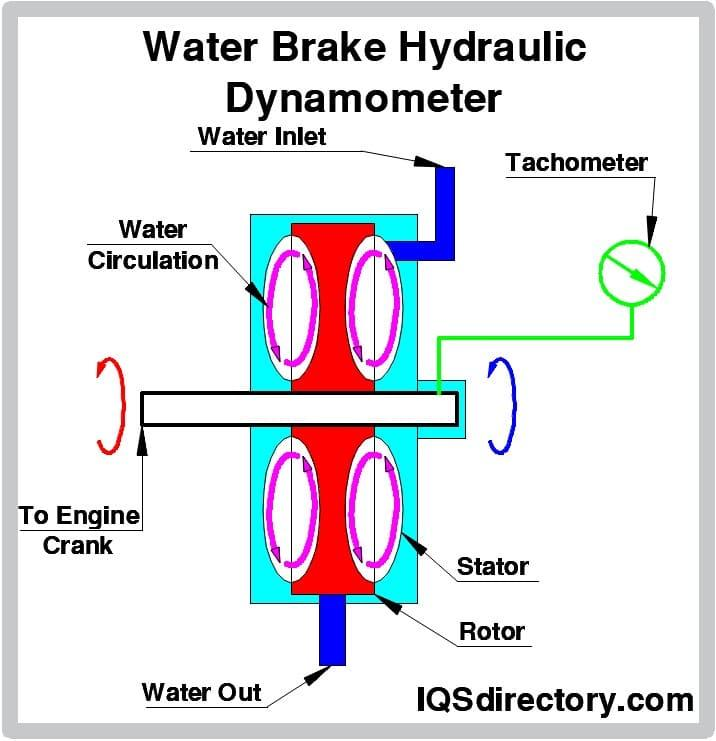 Water Brake Hydraulic
Dynamometer
Water Inlet
Tachometer
Water
Circulation
To Engine
Crank
Stator
Rotor
Water Out
IQSdirectory.com